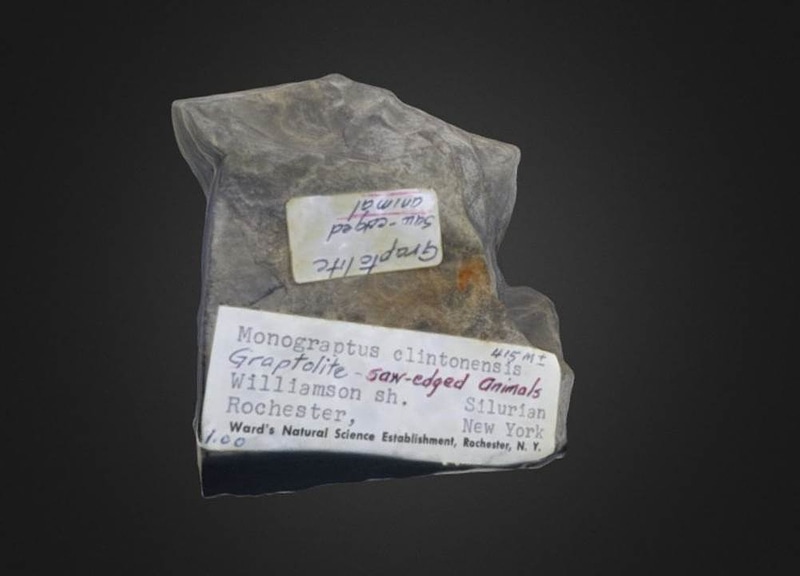 Graptolite
saw-edged
animal
Monograptus clintonensis 415 m±
Graptolite - saw-edged animals
Williamson sh. Silurian
Rochester, New York
Ward's Natural Science Establishment, Rochester, N. Y.
1.00